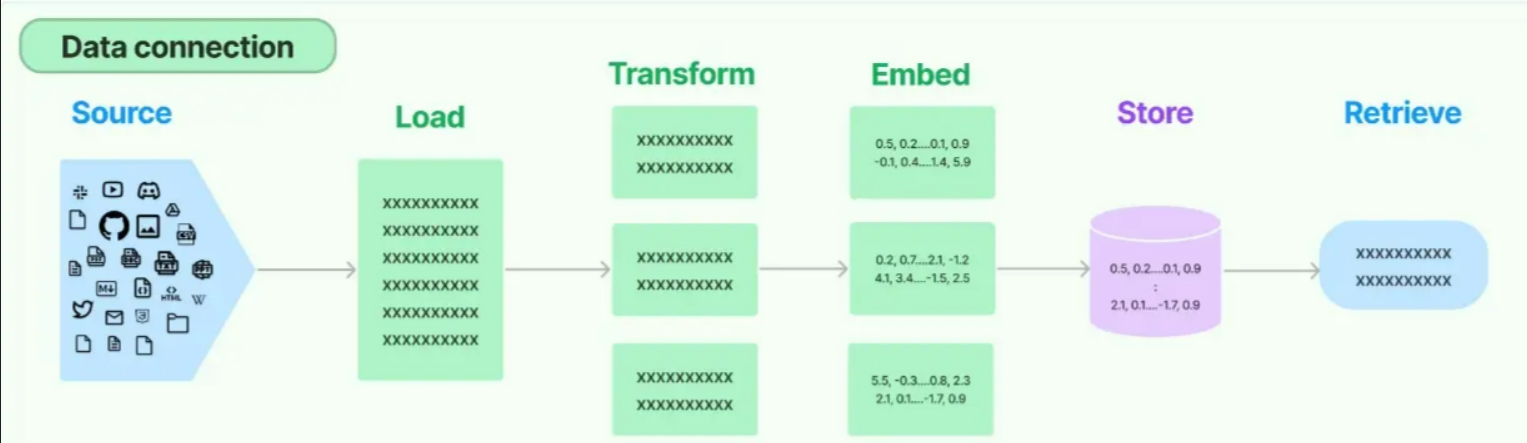 Data connection
Source
Load
Transform
Embed
Store
Retrieve
CSV
TXT
M
HTML
W
XXXXXXXXXX
XXXXXXXXXX
XXXXXXXXXX
XXXXXXXXXX
XXXXXXXXXX
XXXXXXXXXX
XXXXXXXXXX
XXXXXXXXXX
XXXXXXXXXX
XXXXXXXXXX
XXXXXXXXXX
XXXXXXXXXX
0.5, 0.2....0.1, 0.9
-0.1, 0.4....1.4, 5.9
0.2, 0.7....2.1, -1.2
4.1, 3.4....-1.5, 2.5
5.5, -0.3....0.8, 2.3
2.1, 0.1....-1.7, 0.9
0.5, 0.2....0.1, 0.9
:
2.1, 0.1....-1.7, 0.9
XXXXXXXXXX
XXXXXXXXXX